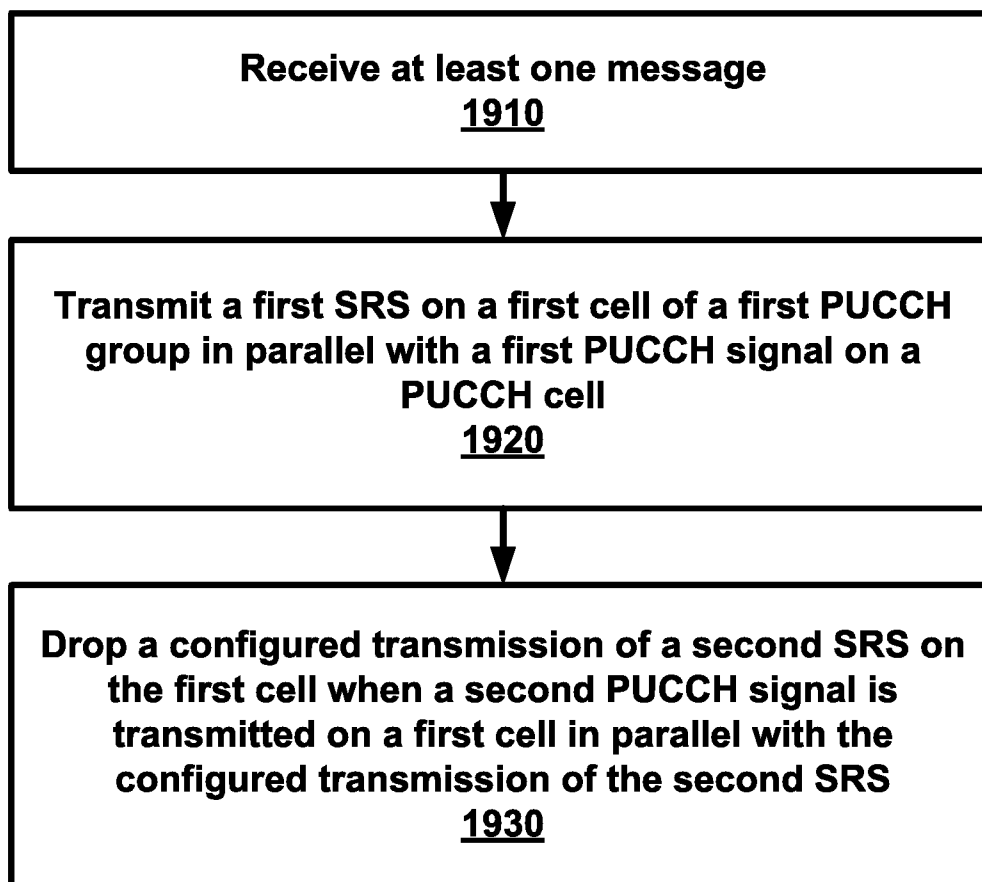 Receive at least one message
1910
Transmit a first SRS on a first cell of a first PUCCH
group in parallel with a first PUCCH signal on a
PUCCH cell
1920
Drop a configured transmission of a second SRS on
the first cell when a second PUCCH signal is
transmitted on a first cell in parallel with the
configured transmission of the second SRS
1930